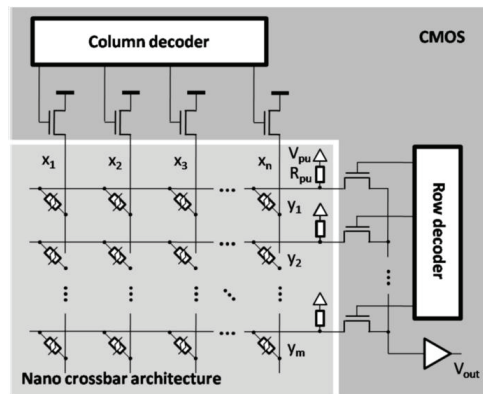 Column decoder
CMOS
x1 x2 x3 xn
Vpu
Rpu
y1
y2
ym
Row decoder
Vout
Nano crossbar architecture